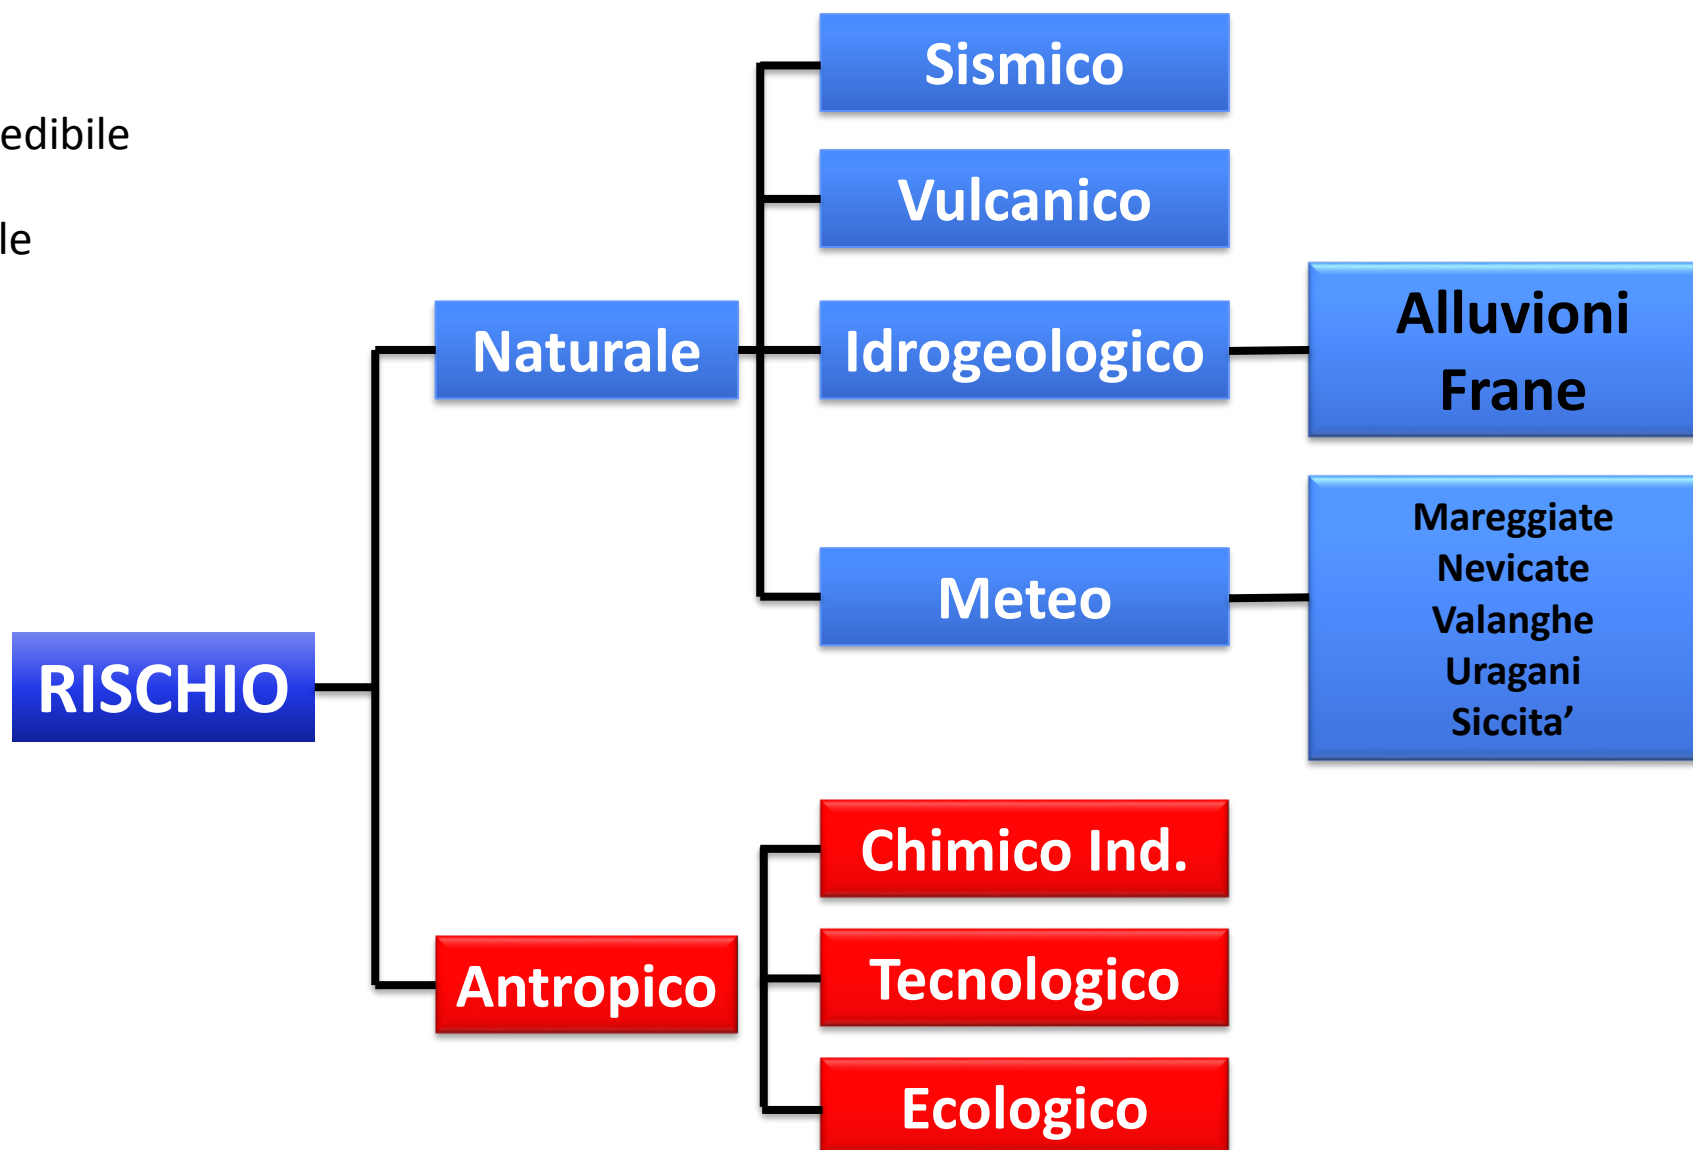 edibile
le
RISCHIO
Naturale
Sismico
Vulcanico
Idrogeologico
Alluvioni
Frane
Meteo
Mareggiate
Nevicate
Valanghe
Uragani
Siccita’
Antropico
Chimico Ind.
Tecnologico
Ecologico